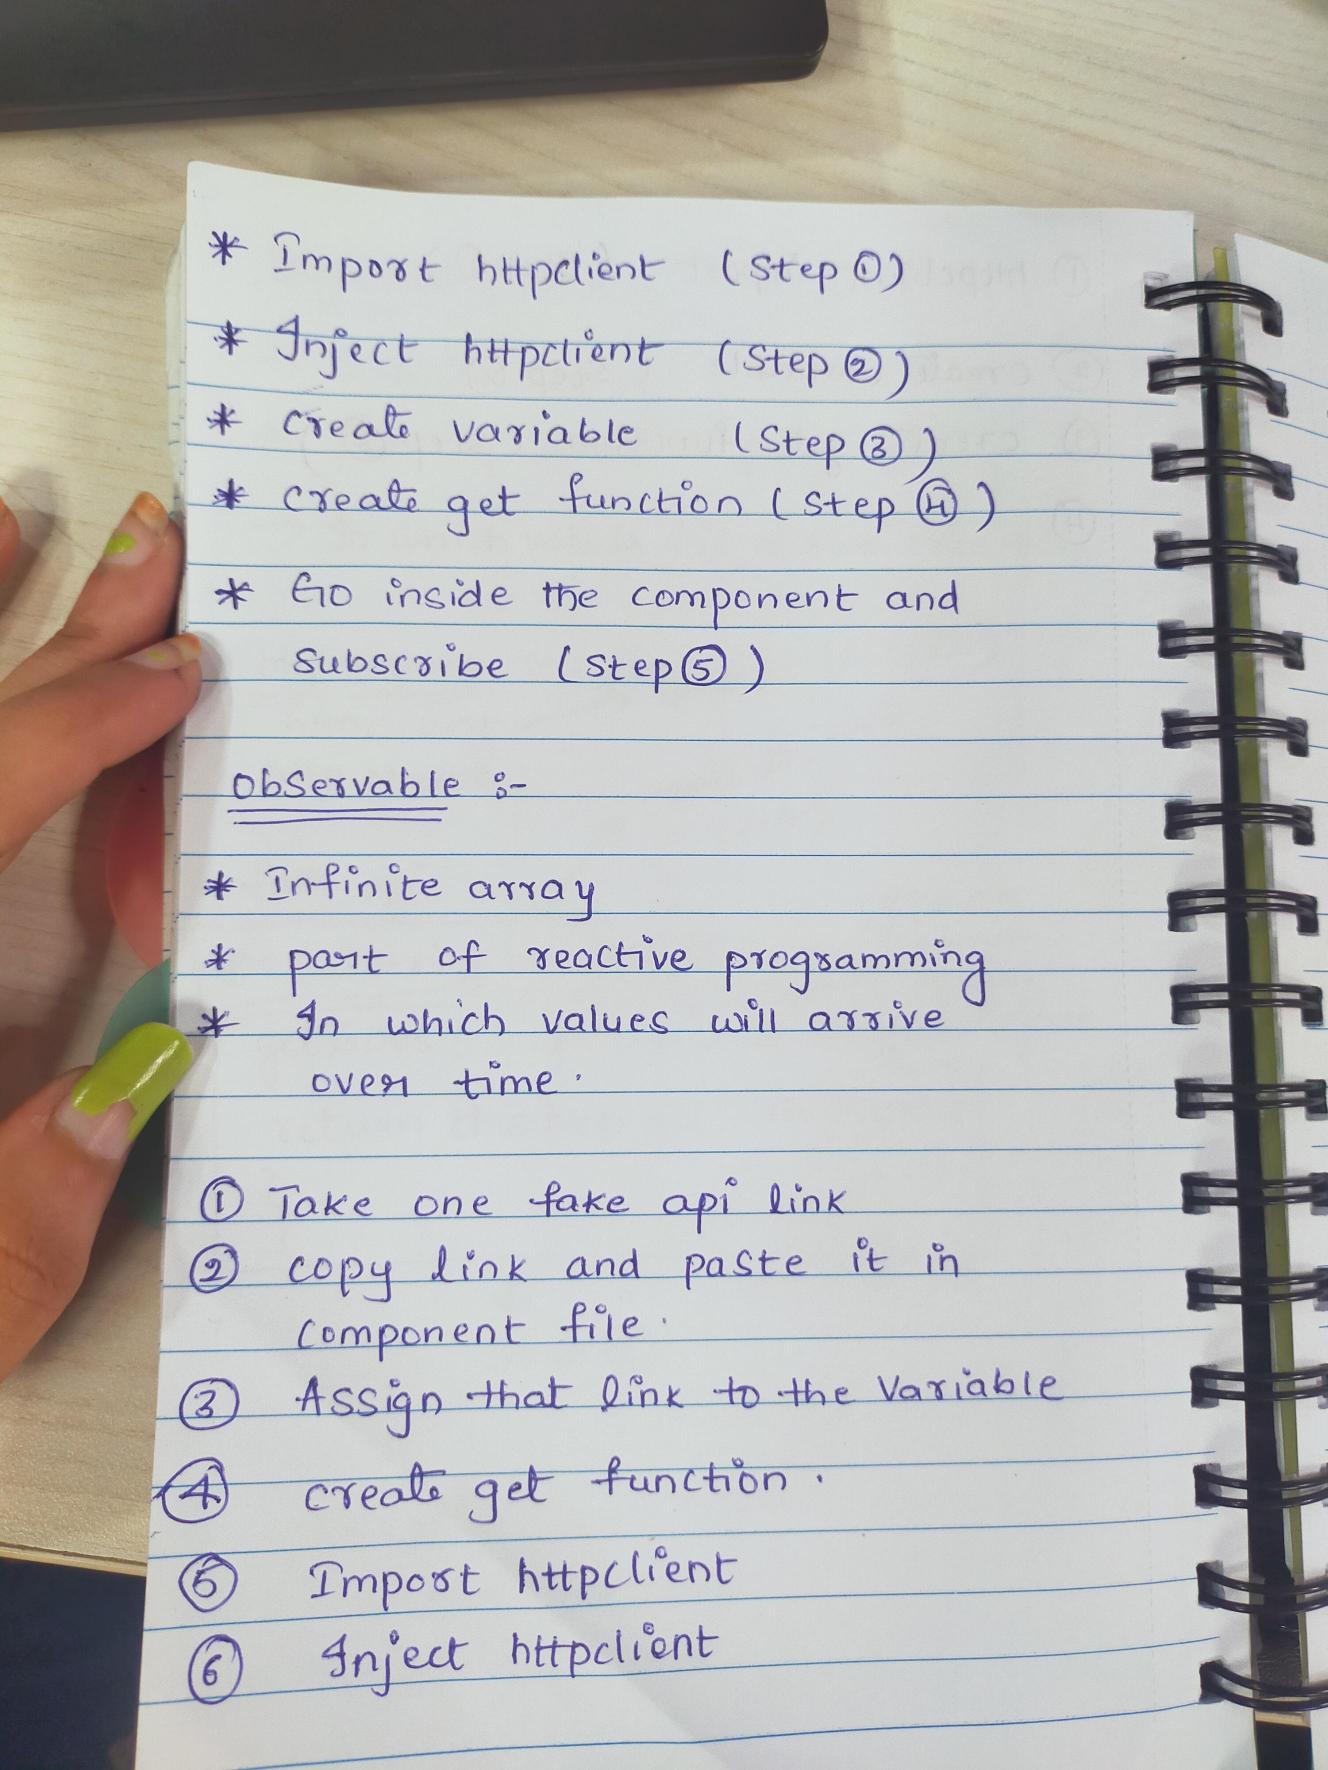 * Import httpclient (Step ①)
* Inject httpclient (Step ②)
* create variable (Step ③)
* create get function (Step ④)
* Go inside the component and
subscribe (Step ⑤)
Observable :-
* Infinite array
* part of reactive programming
* In which values will arrive
over time.
① Take one fake api link
② copy link and paste it in
component file.
③ Assign that link to the Variable
④ create get function.
⑤ Import httpclient
⑥ Inject httpclient